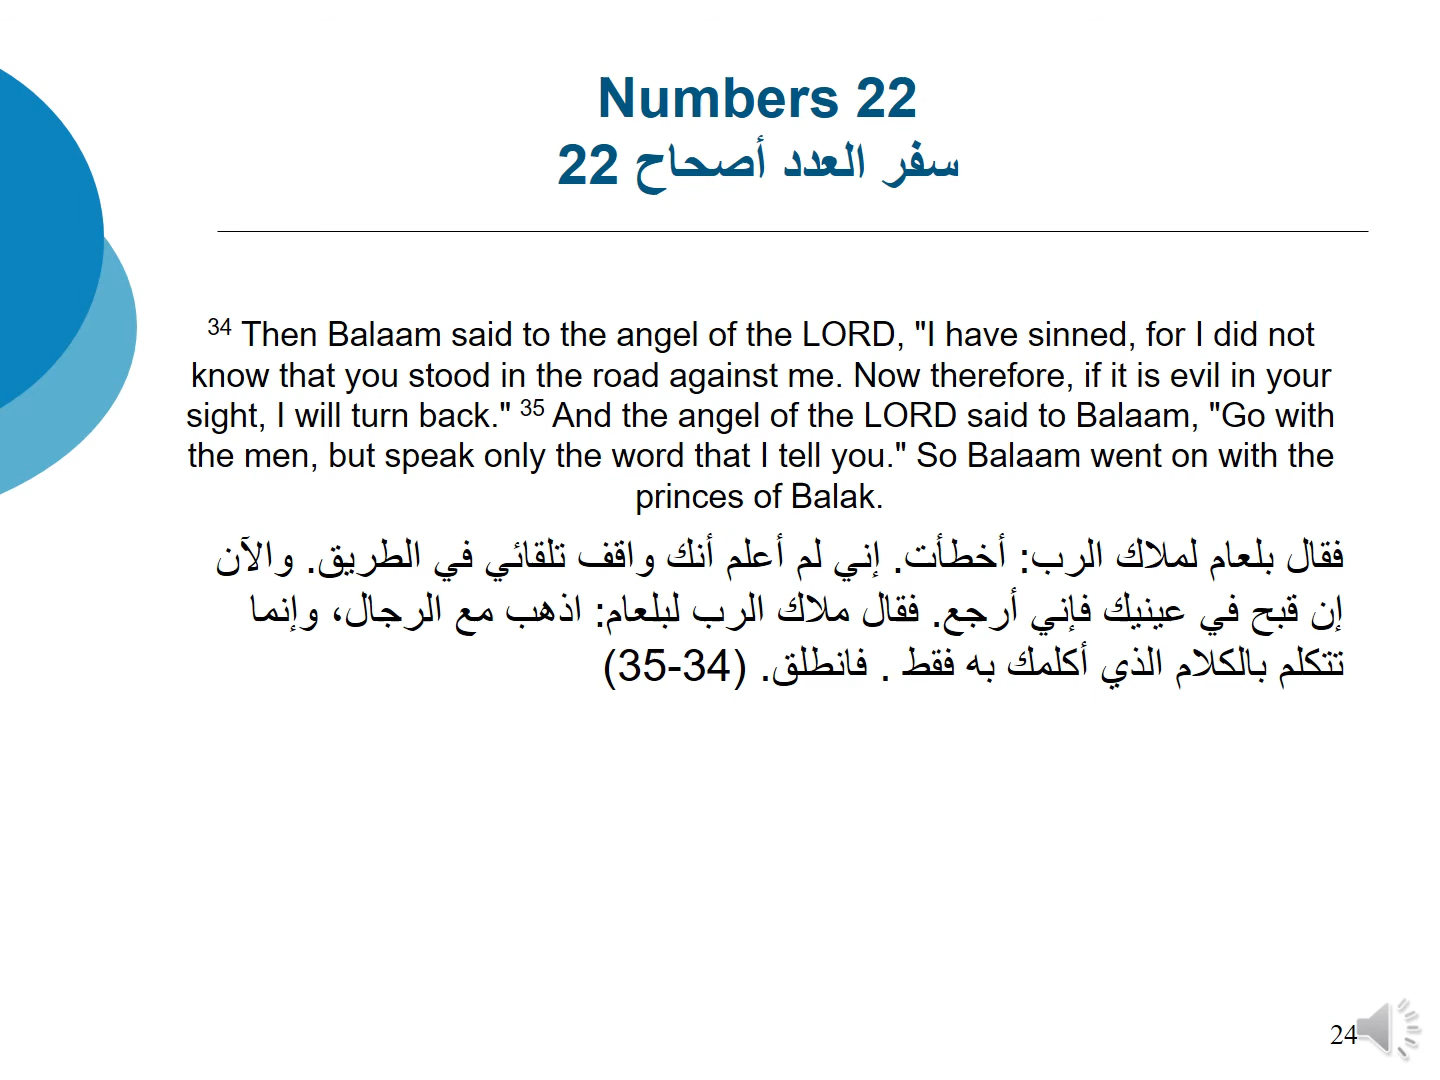 Numbers 22
سفر العدد أصحاح 22
34 Then Balaam said to the angel of the LORD, "I have sinned, for I did not
know that you stood in the road against me. Now therefore, if it is evil in your
sight, I will turn back." 35 And the angel of the LORD said to Balaam, "Go with
the men, but speak only the word that I tell you." So Balaam went on with the
princes of Balak.
فقال بلعام لملاك الرب: أخطأت. إني لم أعلم أنك واقف تلقائي في الطريق. والآن
إن قبح في عينيك فإني أرجع. فقال ملاك الرب لبلعام: اذهب مع الرجال، وإنما
تتكلم بالكلام الذي أكلمك به فقط . فانطلق. (34-35)
24